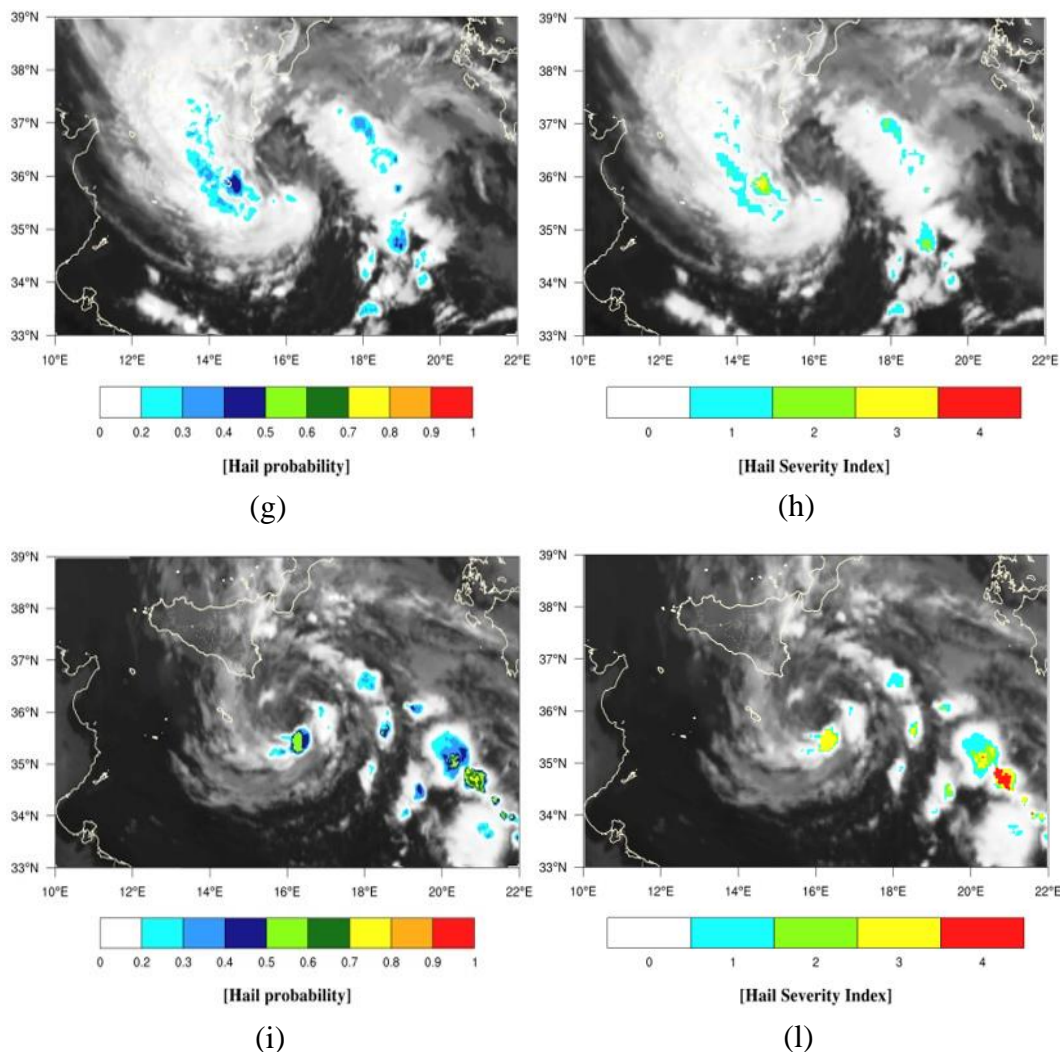 39°N 39°N
38°N 38°N
37°N 37°N
36°N 36°N
35°N 35°N
34°N 34°N
33°N 33°N
10°E 12°E 14°E 16°E 18°E 20°E 22°E 10°E 12°E 14°E 16°E 18°E 20°E 22°E
0 0.2 0.3 0.4 0.5 0.6 0.7 0.8 0.9 1 0 1 2 3 4
[Hail probability] [Hail Severity Index]
(g) (h)
39°N 39°N
38°N 38°N
37°N 37°N
36°N 36°N
35°N 35°N
34°N 34°N
33°N 33°N
10°E 12°E 14°E 16°E 18°E 20°E 22°E 10°E 12°E 14°E 16°E 18°E 20°E 22°E
0 0.2 0.3 0.4 0.5 0.6 0.7 0.8 0.9 1 0 1 2 3 4
[Hail probability] [Hail Severity Index]
(i) (l)